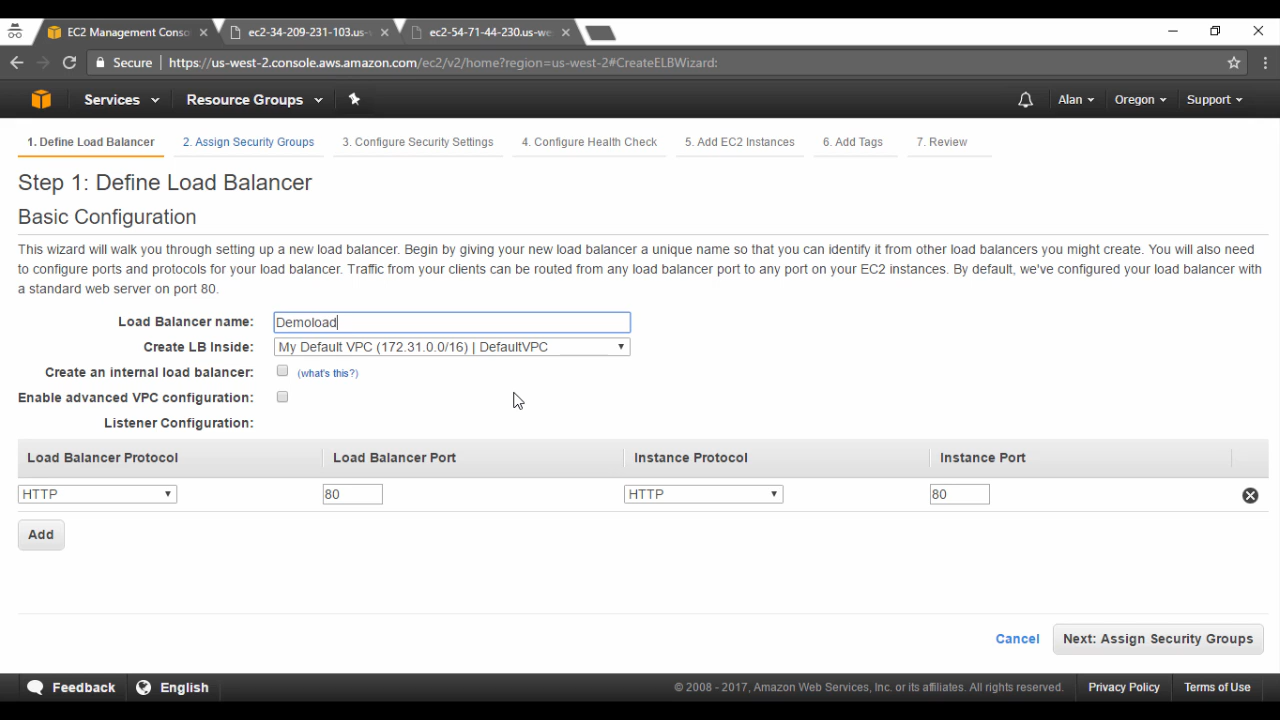 EC2 Management Conso
ec2-34-209-231-103.us-
ec2-54-71-44-230.us-we
Secure | https://us-west-2.console.aws.amazon.com/ec2/v2/home?region=us-west-2#CreateELBWizard:
Services Resource Groups Alan Oregon Support
1. Define Load Balancer 2. Assign Security Groups 3. Configure Security Settings 4. Configure Health Check 5. Add EC2 Instances 6. Add Tags 7. Review
Step 1: Define Load Balancer
Basic Configuration
This wizard will walk you through setting up a new load balancer. Begin by giving your new load balancer a unique name so that you can identify it from other load balancers you might create. You will also need
to configure ports and protocols for your load balancer. Traffic from your clients can be routed from any load balancer port to any port on your EC2 instances. By default, we've configured your load balancer with
a standard web server on port 80.
Load Balancer name: Demoload
Create LB Inside: My Default VPC (172.31.0.0/16) | DefaultVPC
Create an internal load balancer: (what's this?)
Enable advanced VPC configuration:
Listener Configuration:
Load Balancer Protocol Load Balancer Port Instance Protocol Instance Port
HTTP 80 HTTP 80
Add
Cancel Next: Assign Security Groups
Feedback English © 2008 - 2017, Amazon Web Services, Inc. or its affiliates. All rights reserved. Privacy Policy Terms of Use